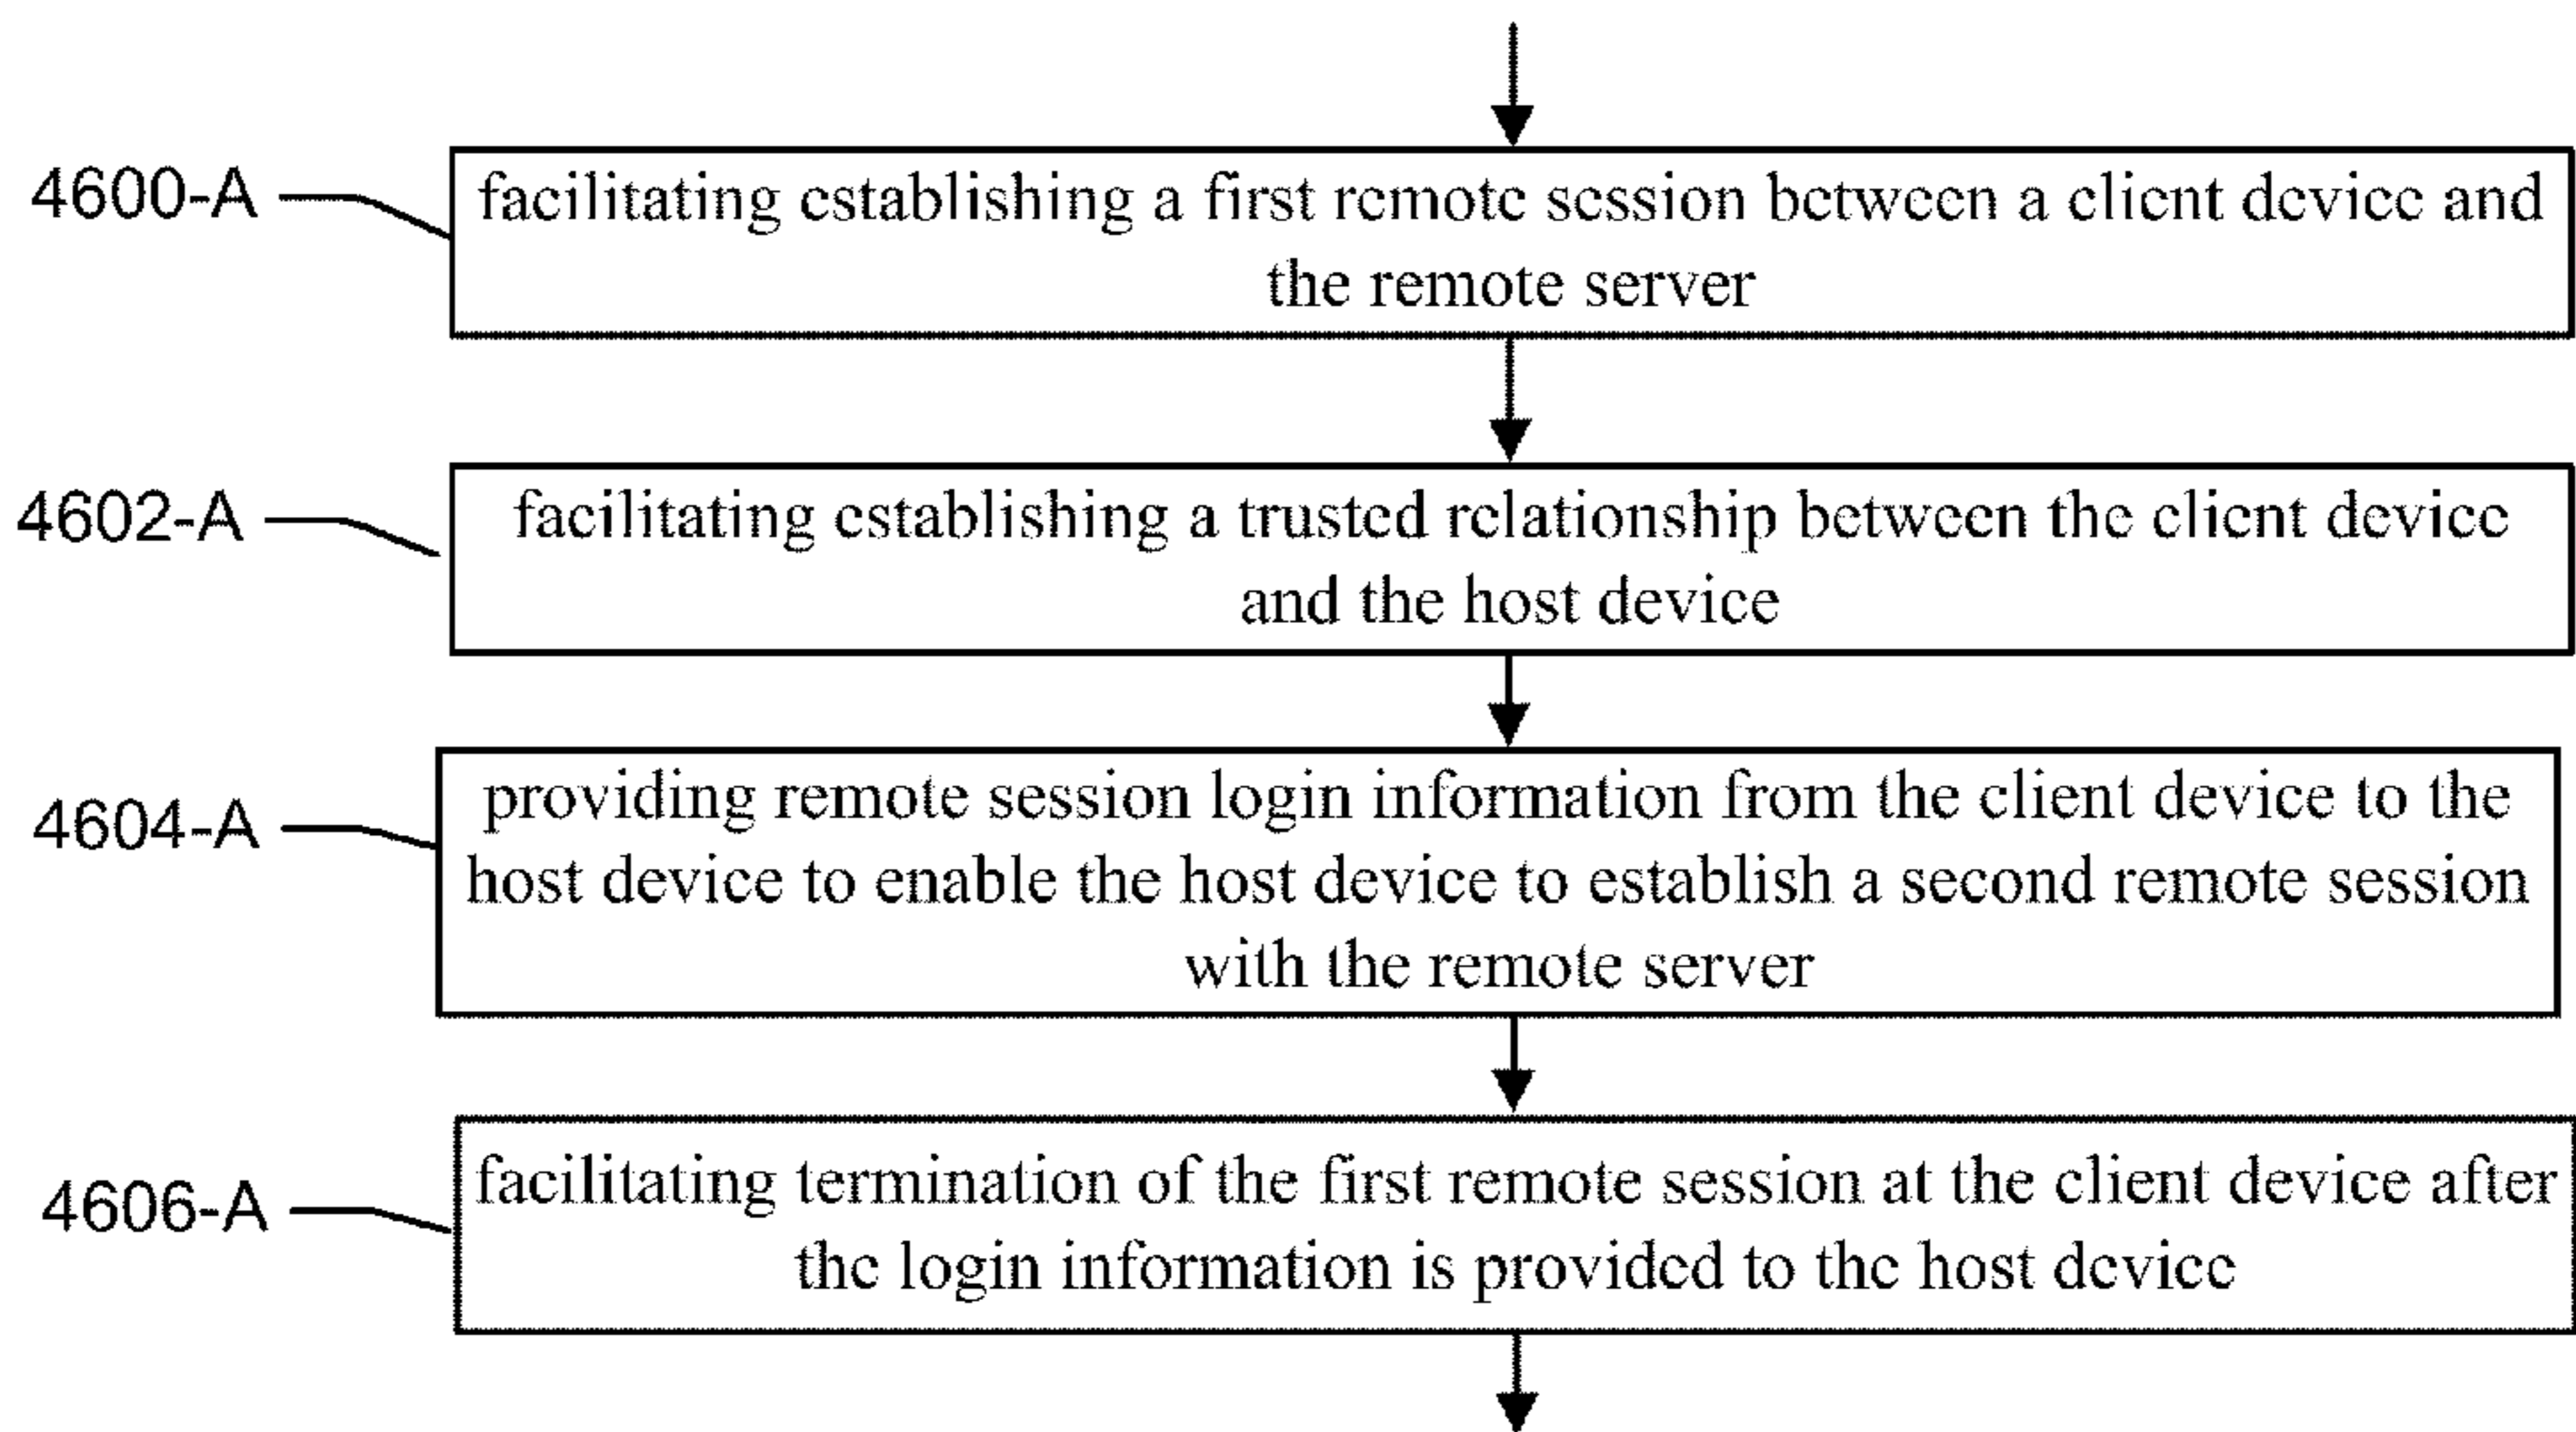 4600-A
facilitating establishing a first remote session between a client device and
the remote server
4602-A
facilitating establishing a trusted relationship between the client device
and the host device
4604-A
providing remote session login information from the client device to the
host device to enable the host device to establish a second remote session
with the remote server
4606-A
facilitating termination of the first remote session at the client device after
the login information is provided to the host device